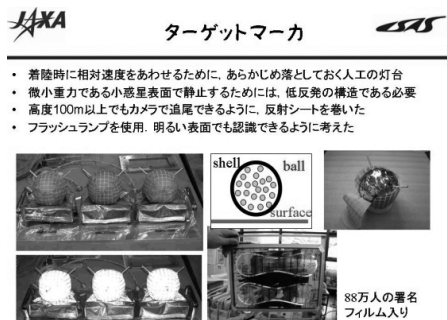 JAXA
ターゲットマーカ
ISAS
・ 着陸時に相対速度をあわせるために，あらかじめ落としておく人工の灯台
・ 微小重力である小惑星表面で静止するためには，低反発の構造である必要
・ 高度100m以上でもカメラで追尾できるように，反射シートを巻いた
・ フラッシュランプを使用．明るい表面でも認識できるように考えた
shell
ball
surface
88万人の署名
フィルム入り